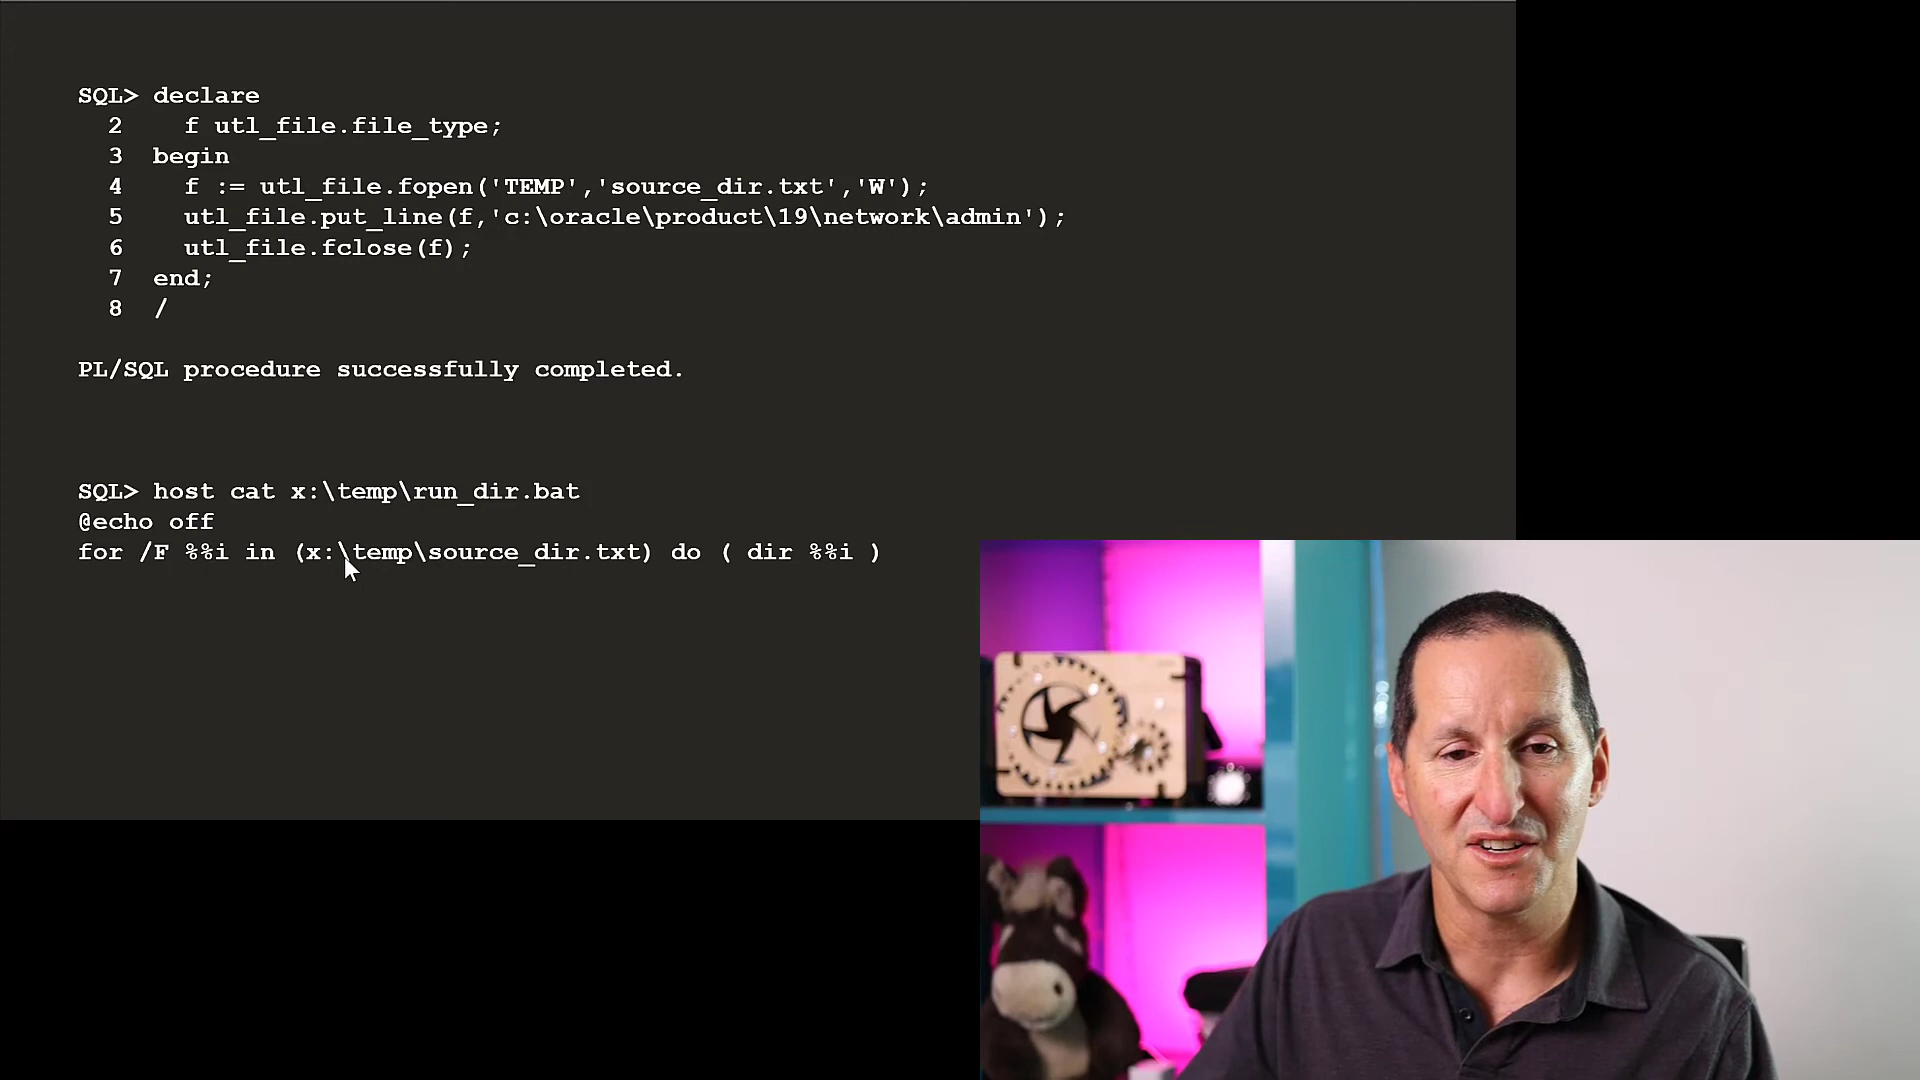 SQL> declare
2 f utl_file.file_type;
3 begin
4 f := utl_file.fopen('TEMP','source_dir.txt','W');
5 utl_file.put_line(f,'c:\oracle\product\19\network\admin');
6 utl_file.fclose(f);
7 end;
8 /
PL/SQL procedure successfully completed.
SQL> host cat x:\temp\run_dir.bat
@echo off
for /F %%i in (x:\temp\source_dir.txt) do ( dir %%i )